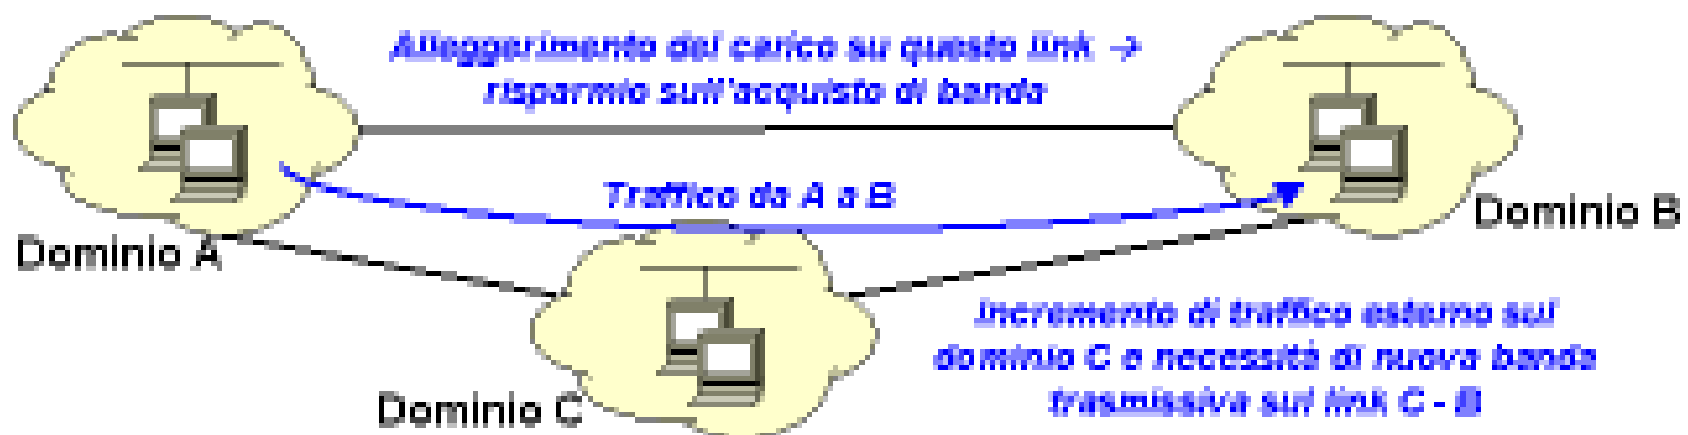 Alleggerimento del carico su questo link →
risparmio sull'acquisto di banda
Traffico da A a B
Dominio B
Dominio A
Incremento di traffico esterno sul
dominio C e necessità di nuova banda
trasmissiva sul link C - B
Dominio C